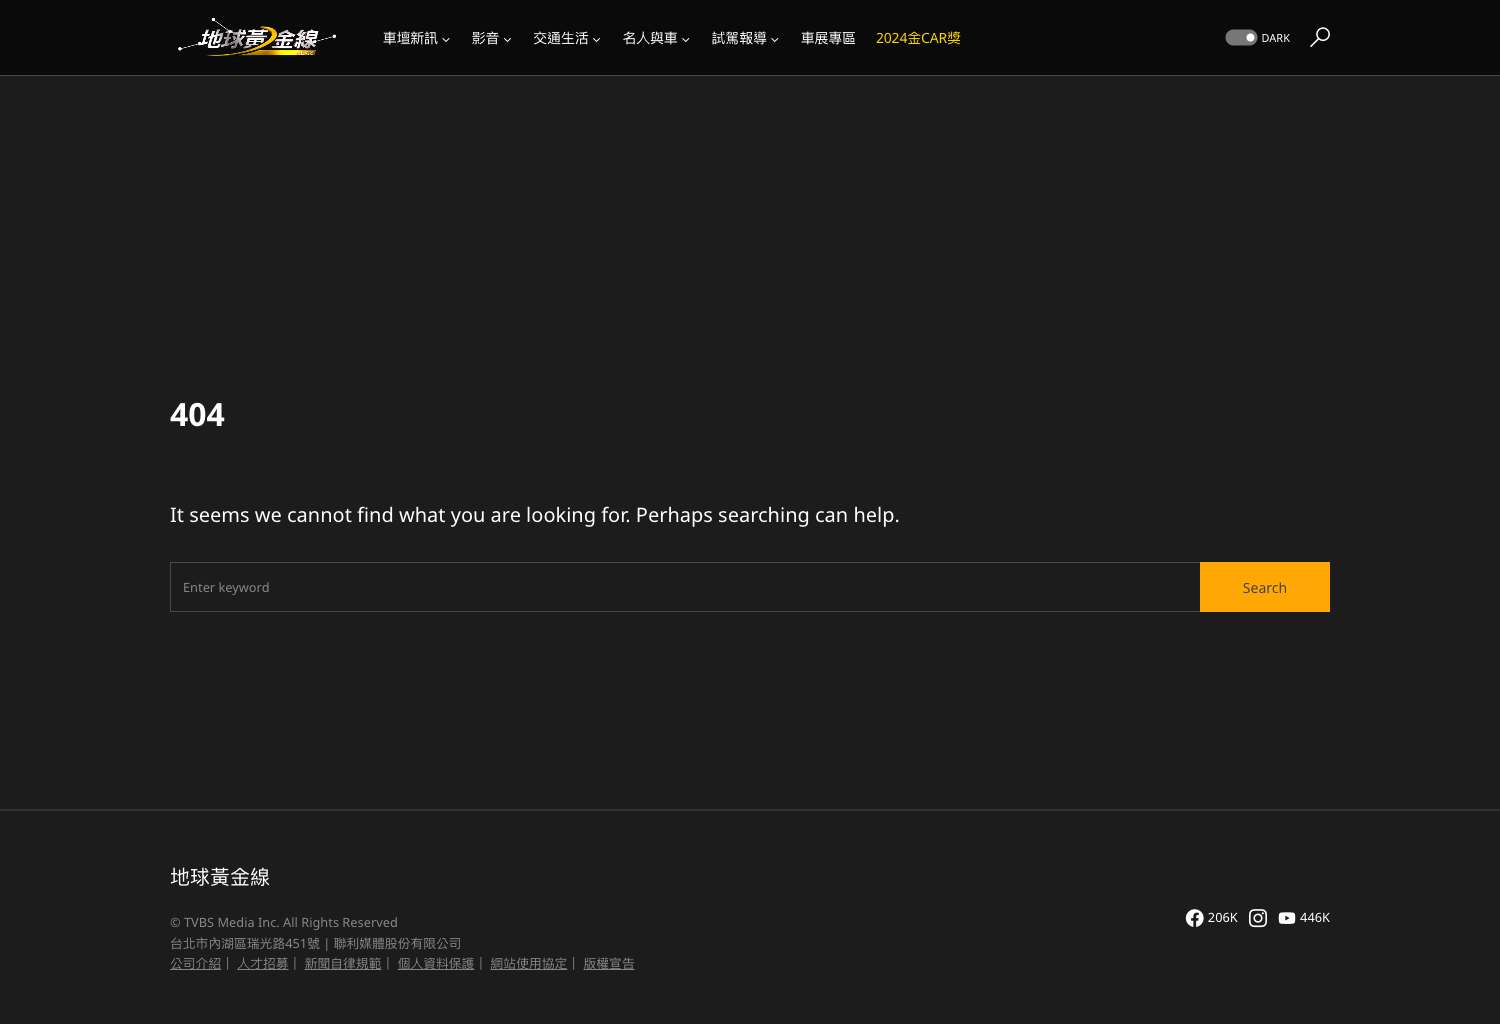 地球黃金線
車壇新訊
影音
交通生活
名人與車
試駕報導
車展專區
2024金CAR獎
DARK
404
It seems we cannot find what you are looking for. Perhaps searching can help.
Enter keyword
Search
地球黃金線
© TVBS Media Inc. All Rights Reserved
台北市內湖區瑞光路451號 | 聯利媒體股份有限公司
公司介紹 | 人才招募 | 新聞自律規範 | 個人資料保護 | 網站使用協定 | 版權宣告
206K
446K